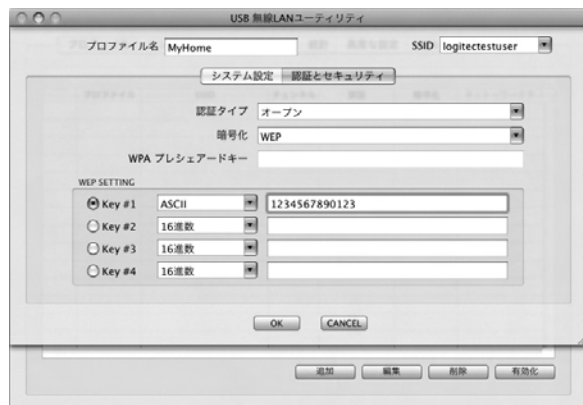 USB 無線LANユーティリティ
プロファイル名 MyHome SSID logitectestuser
システム設定 認証とセキュリティ
認証タイプ オープン
暗号化 WEP
WPA プレシェアードキー
WEP SETTING
Key #1 ASCII 1234567890123
Key #2 16進数
Key #3 16進数
Key #4 16進数
OK CANCEL
追加 編集 削除 有効化